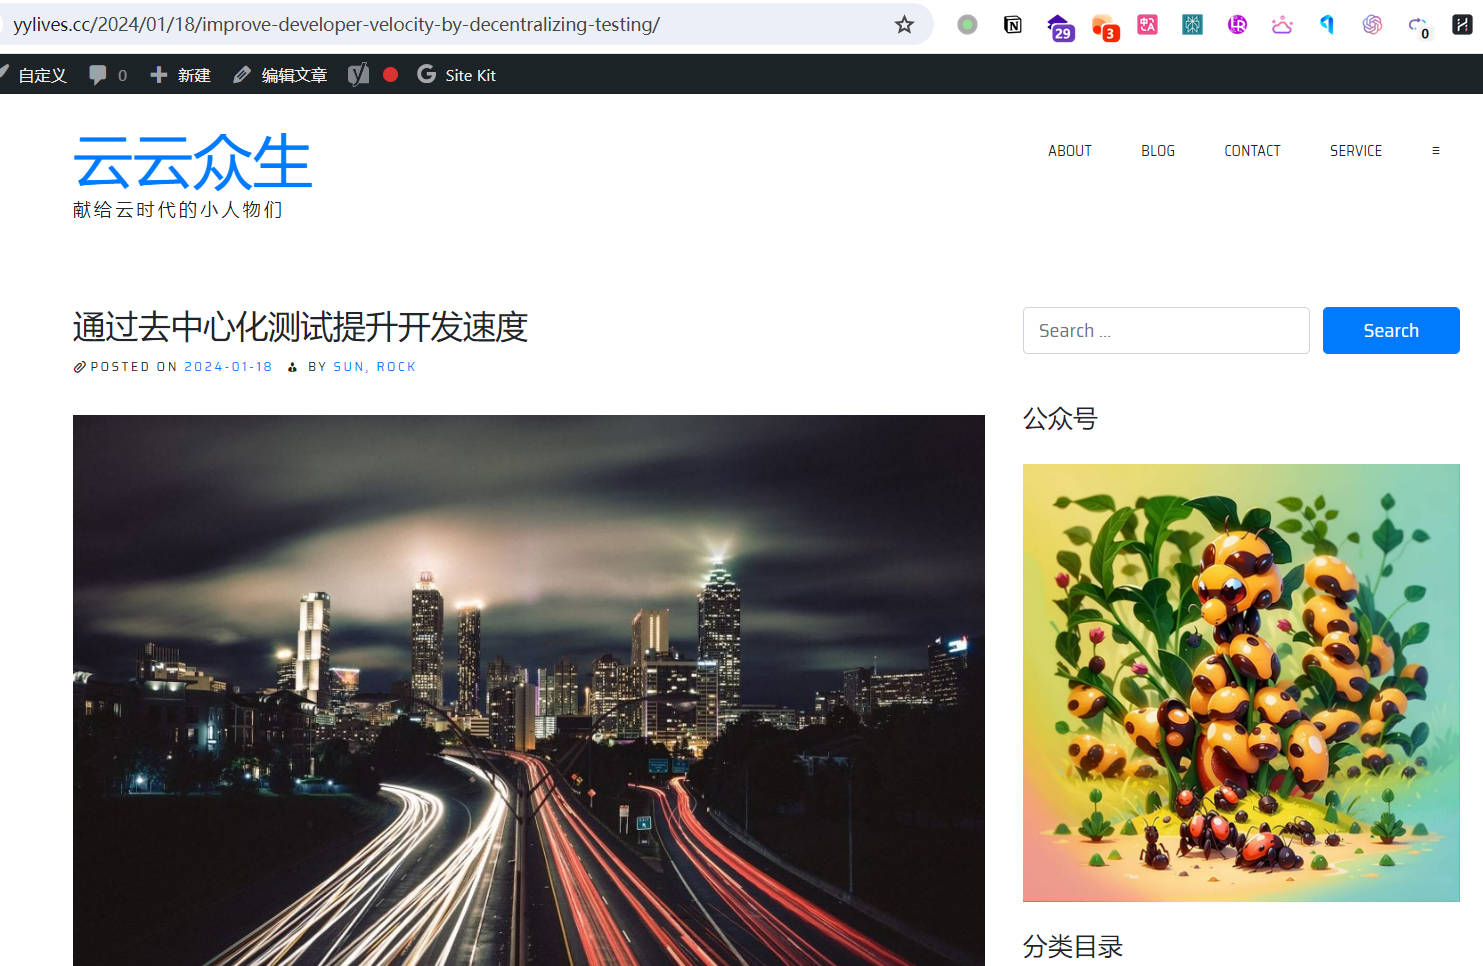 yylives.cc/2024/01/18/improve-developer-velocity-by-decentralizing-testing/
29
3
0
自定义 0 新建 编辑文章 Site Kit
云云众生
献给云时代的小人物们
ABOUT BLOG CONTACT SERVICE
通过去中心化测试提升开发速度
POSTED ON 2024-01-18 BY SUN, ROCK
Search ...
Search
公众号
分类目录